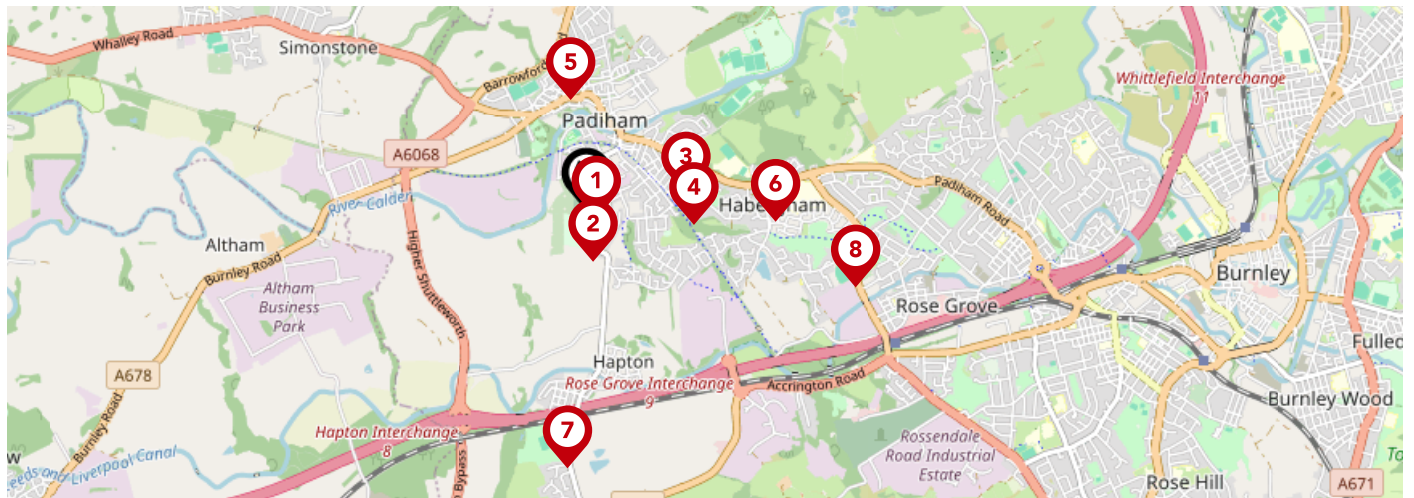 Whalley Road
Simonstone
5
Barrowford
Whittlefield Interchange
11
Padiham
A6068
3
1
4
6
Padiham Road
River Calder
Habergham
2
Altham
Burnley Road
Higher Shuttleworth
8
Burnley
Altham
Business
Park
Rose Grove
Fulled
Hapton
A678
Rose Grove Interchange
9
Accrington Road
Burnley Road
Burnley Wood
7
Hapton Interchange
8
Rossendale
Road Industrial
Estate
w
eeds and Liverpool Canal
Bypass
To
Rose Hill
A671